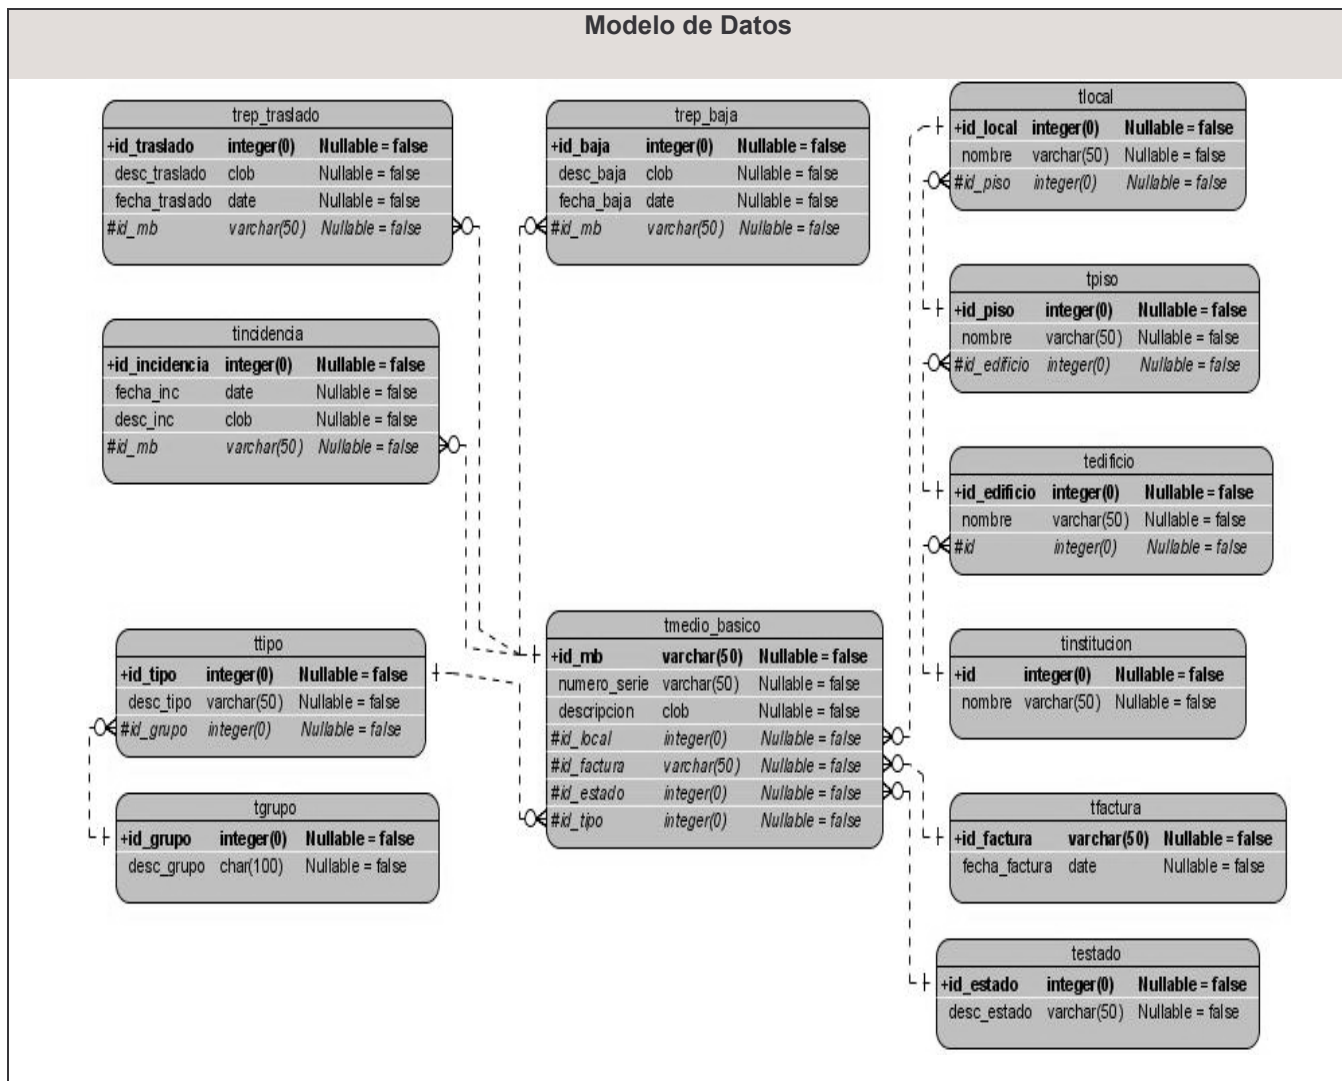 Modelo de Datos
trep_traslado
+id_traslado integer(0) Nullable = false
desc_traslado clob Nullable = false
fecha_traslado date Nullable = false
#id_mb varchar(50) Nullable = false
trep_baja
+id_baja integer(0) Nullable = false
desc_baja clob Nullable = false
fecha_baja date Nullable = false
#id_mb varchar(50) Nullable = false
tlocal
+id_local integer(0) Nullable = false
nombre varchar(50) Nullable = false
#id_piso integer(0) Nullable = false
tpiso
+id_piso integer(0) Nullable = false
nombre varchar(50) Nullable = false
#id_edificio integer(0) Nullable = false
tincidencia
+id_incidencia integer(0) Nullable = false
fecha_inc date Nullable = false
desc_inc clob Nullable = false
#id_mb varchar(50) Nullable = false
tedificio
+id_edificio integer(0) Nullable = false
nombre varchar(50) Nullable = false
#id integer(0) Nullable = false
ttipo
+id_tipo integer(0) Nullable = false
desc_tipo varchar(50) Nullable = false
#id_grupo integer(0) Nullable = false
tmedio_basico
+id_mb varchar(50) Nullable = false
numero_serie varchar(50) Nullable = false
descripcion clob Nullable = false
#id_local integer(0) Nullable = false
#id_factura varchar(50) Nullable = false
#id_estado integer(0) Nullable = false
#id_tipo integer(0) Nullable = false
tinstitucion
+id integer(0) Nullable = false
nombre varchar(50) Nullable = false
tgrupo
+id_grupo integer(0) Nullable = false
desc_grupo char(100) Nullable = false
tfactura
+id_factura varchar(50) Nullable = false
fecha_factura date Nullable = false
testado
+id_estado integer(0) Nullable = false
desc_estado varchar(50) Nullable = false